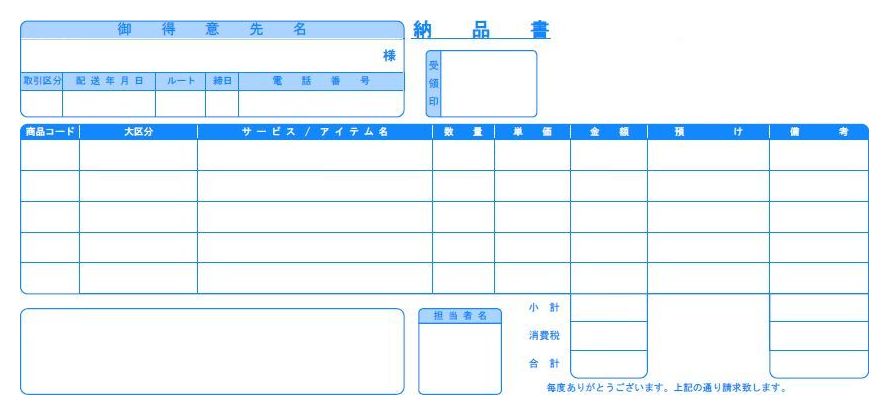 納品書
御得意先名
様
取引区分 配送年月日 ルート 締日 電話番号
受領印
商品コード 大区分 サービス / アイテム名 数量 単価 金額 預け 備考
小計
担当者名
消費税
合計
毎度ありがとうございます。上記の通り請求致します。